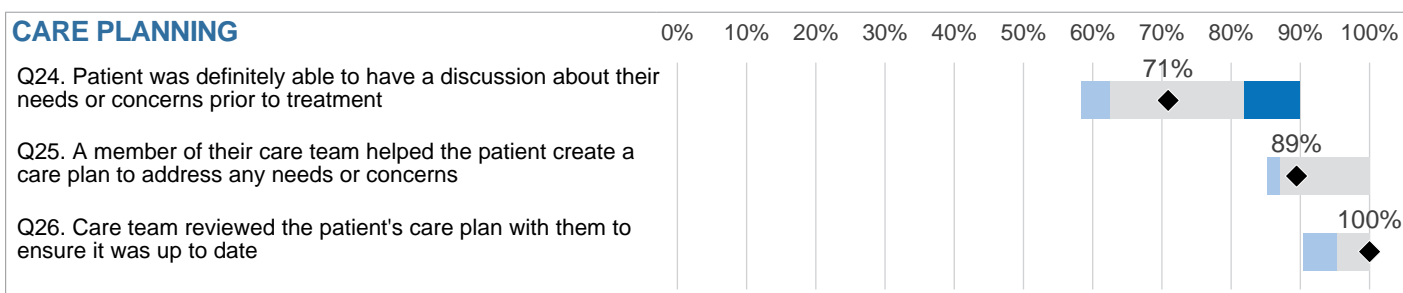 CARE PLANNING
0% 10% 20% 30% 40% 50% 60% 70% 80% 90% 100%
Q24. Patient was definitely able to have a discussion about their
needs or concerns prior to treatment
71%
Q25. A member of their care team helped the patient create a
care plan to address any needs or concerns
89%
Q26. Care team reviewed the patient's care plan with them to
ensure it was up to date
100%